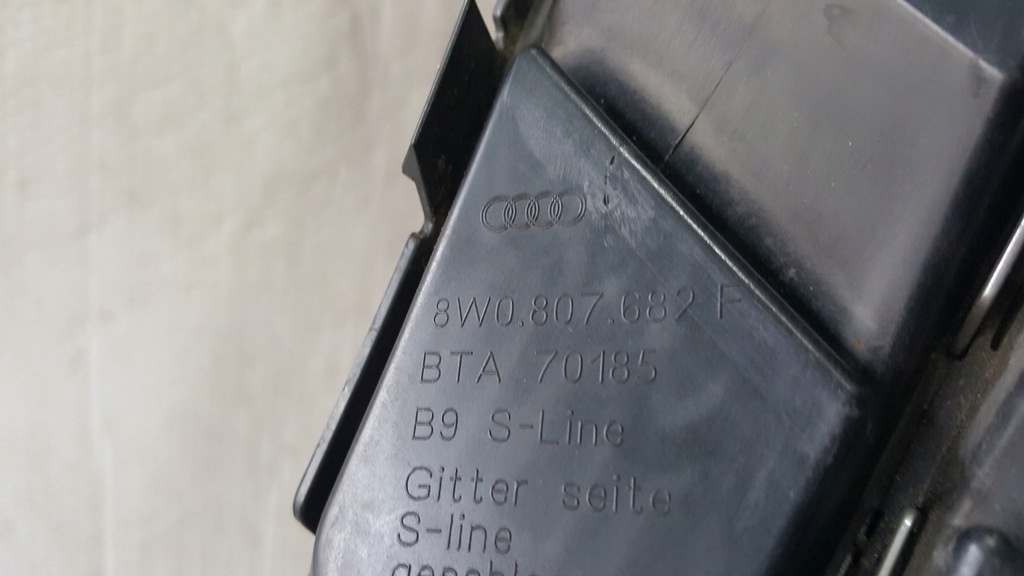 8W0.807.682 F
BTA 70185
B9 S-Line
Gitter seite
S-line